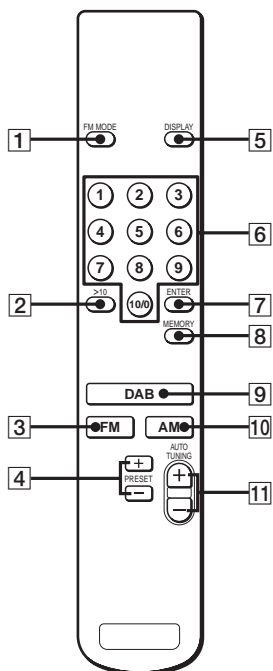 FM MODE
DISPLAY
1
5
1 2 3
4 5 6
6
7 8 9
>10
10/0
ENTER
2
7
MEMORY
8
DAB
9
FM
AM
3
10
AUTO
TUNING
+
PRESET
−
4
+
−
11